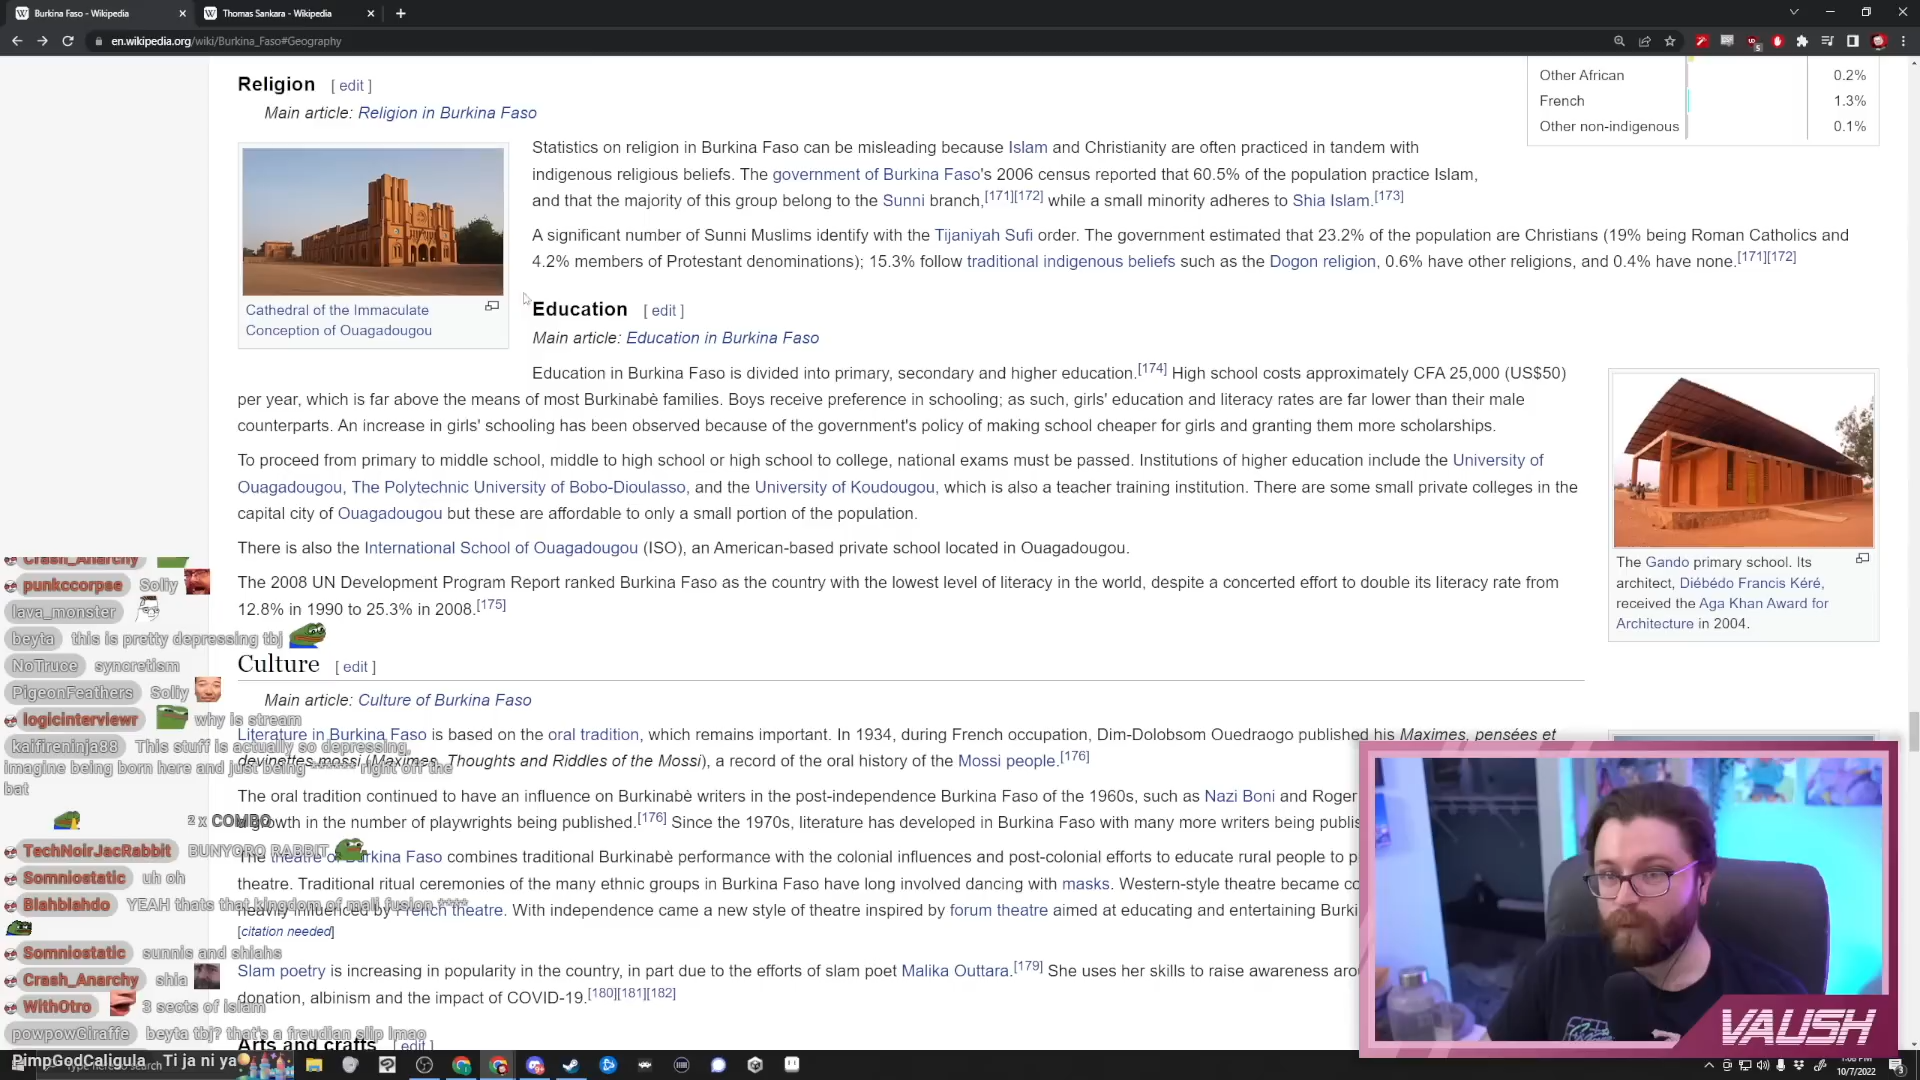 Burkina Faso - Wikipedia
Thomas Sankara - Wikipedia
en.wikipedia.org/wiki/Burkina_Faso#Geography
Religion [ edit ]
Main article: Religion in Burkina Faso
Other African 0.2%
French 1.3%
Other non-indigenous 0.1%
Statistics on religion in Burkina Faso can be misleading because Islam and Christianity are often practiced in tandem with
indigenous religious beliefs. The government of Burkina Faso's 2006 census reported that 60.5% of the population practice Islam,
and that the majority of this group belong to the Sunni branch,[171][172] while a small minority adheres to Shia Islam.[173]
A significant number of Sunni Muslims identify with the Tijaniyah Sufi order. The government estimated that 23.2% of the population are Christians (19% being Roman Catholics and
4.2% members of Protestant denominations); 15.3% follow traditional indigenous beliefs such as the Dogon religion, 0.6% have other religions, and 0.4% have none.[171][172]
Cathedral of the Immaculate
Conception of Ouagadougou
Education [ edit ]
Main article: Education in Burkina Faso
Education in Burkina Faso is divided into primary, secondary and higher education.[174] High school costs approximately CFA 25,000 (US$50)
per year, which is far above the means of most Burkinabè families. Boys receive preference in schooling; as such, girls' education and literacy rates are far lower than their male
counterparts. An increase in girls' schooling has been observed because of the government's policy of making school cheaper for girls and granting them more scholarships.
To proceed from primary to middle school, middle to high school or high school to college, national exams must be passed. Institutions of higher education include the University of
Ouagadougou, The Polytechnic University of Bobo-Dioulasso, and the University of Koudougou, which is also a teacher training institution. There are some small private colleges in the
capital city of Ouagadougou but these are affordable to only a small portion of the population.
There is also the International School of Ouagadougou (ISO), an American-based private school located in Ouagadougou.
The 2008 UN Development Program Report ranked Burkina Faso as the country with the lowest level of literacy in the world, despite a concerted effort to double its literacy rate from
12.8% in 1990 to 25.3% in 2008.[175]
The Gando primary school. Its
architect, Diébédo Francis Kéré,
received the Aga Khan Award for
Architecture in 2004.
Culture [ edit ]
Main article: Culture of Burkina Faso
Literature in Burkina Faso is based on the oral tradition, which remains important. In 1934, during French occupation, Dim-Dolobsom Ouedraogo published his Maximes, pensées et
devinettes mossi (Maximes, Thoughts and Riddles of the Mossi), a record of the oral history of the Mossi people.[176]
The oral tradition continued to have an influence on Burkinabè writers in the post-independence Burkina Faso of the 1960s, such as Nazi Boni and Roger
a growth in the number of playwrights being published.[176] Since the 1970s, literature has developed in Burkina Faso with many more writers being publis
The theatre of Burkina Faso combines traditional Burkinabè performance with the colonial influences and post-colonial efforts to educate rural people to p
theatre. Traditional ritual ceremonies of the many ethnic groups in Burkina Faso have long involved dancing with masks. Western-style theatre became co
heavily influenced by French theatre. With independence came a new style of theatre inspired by forum theatre aimed at educating and entertaining Burki
[citation needed]
Slam poetry is increasing in popularity in the country, in part due to the efforts of slam poet Malika Outtara.[179] She uses her skills to raise awareness arou
donation, albinism and the impact of COVID-19.[180][181][182]
Arts and crafts [ edit ]
Crash_Anarchy
punkccorpse Soliy
lava_monster
beyta this is pretty depressing tbj
NoTruce syncretism
PigeonFeathers Soliy
logicinterviewr why is stream
kaifireninja88 This stuff is actually so depressing,
imagine being born here and just being ****** right off the
bat
2 x COMBO
TechNoirJacRabbit BUNYORO RABBIT
Somniostatic uh oh
Blahblahdo YEAH thats that kingdom of mali fusion ****
Somniostatic sunnis and shiahs
Crash_Anarchy shia
WithOtro 3 sects of islam
powpowGiraffe beyta tbj? that's a freudian slip lmao
PimpGodCaligula Ti ja ni ya
Type here to search
VAUSH
1:08 PM
10/7/2022